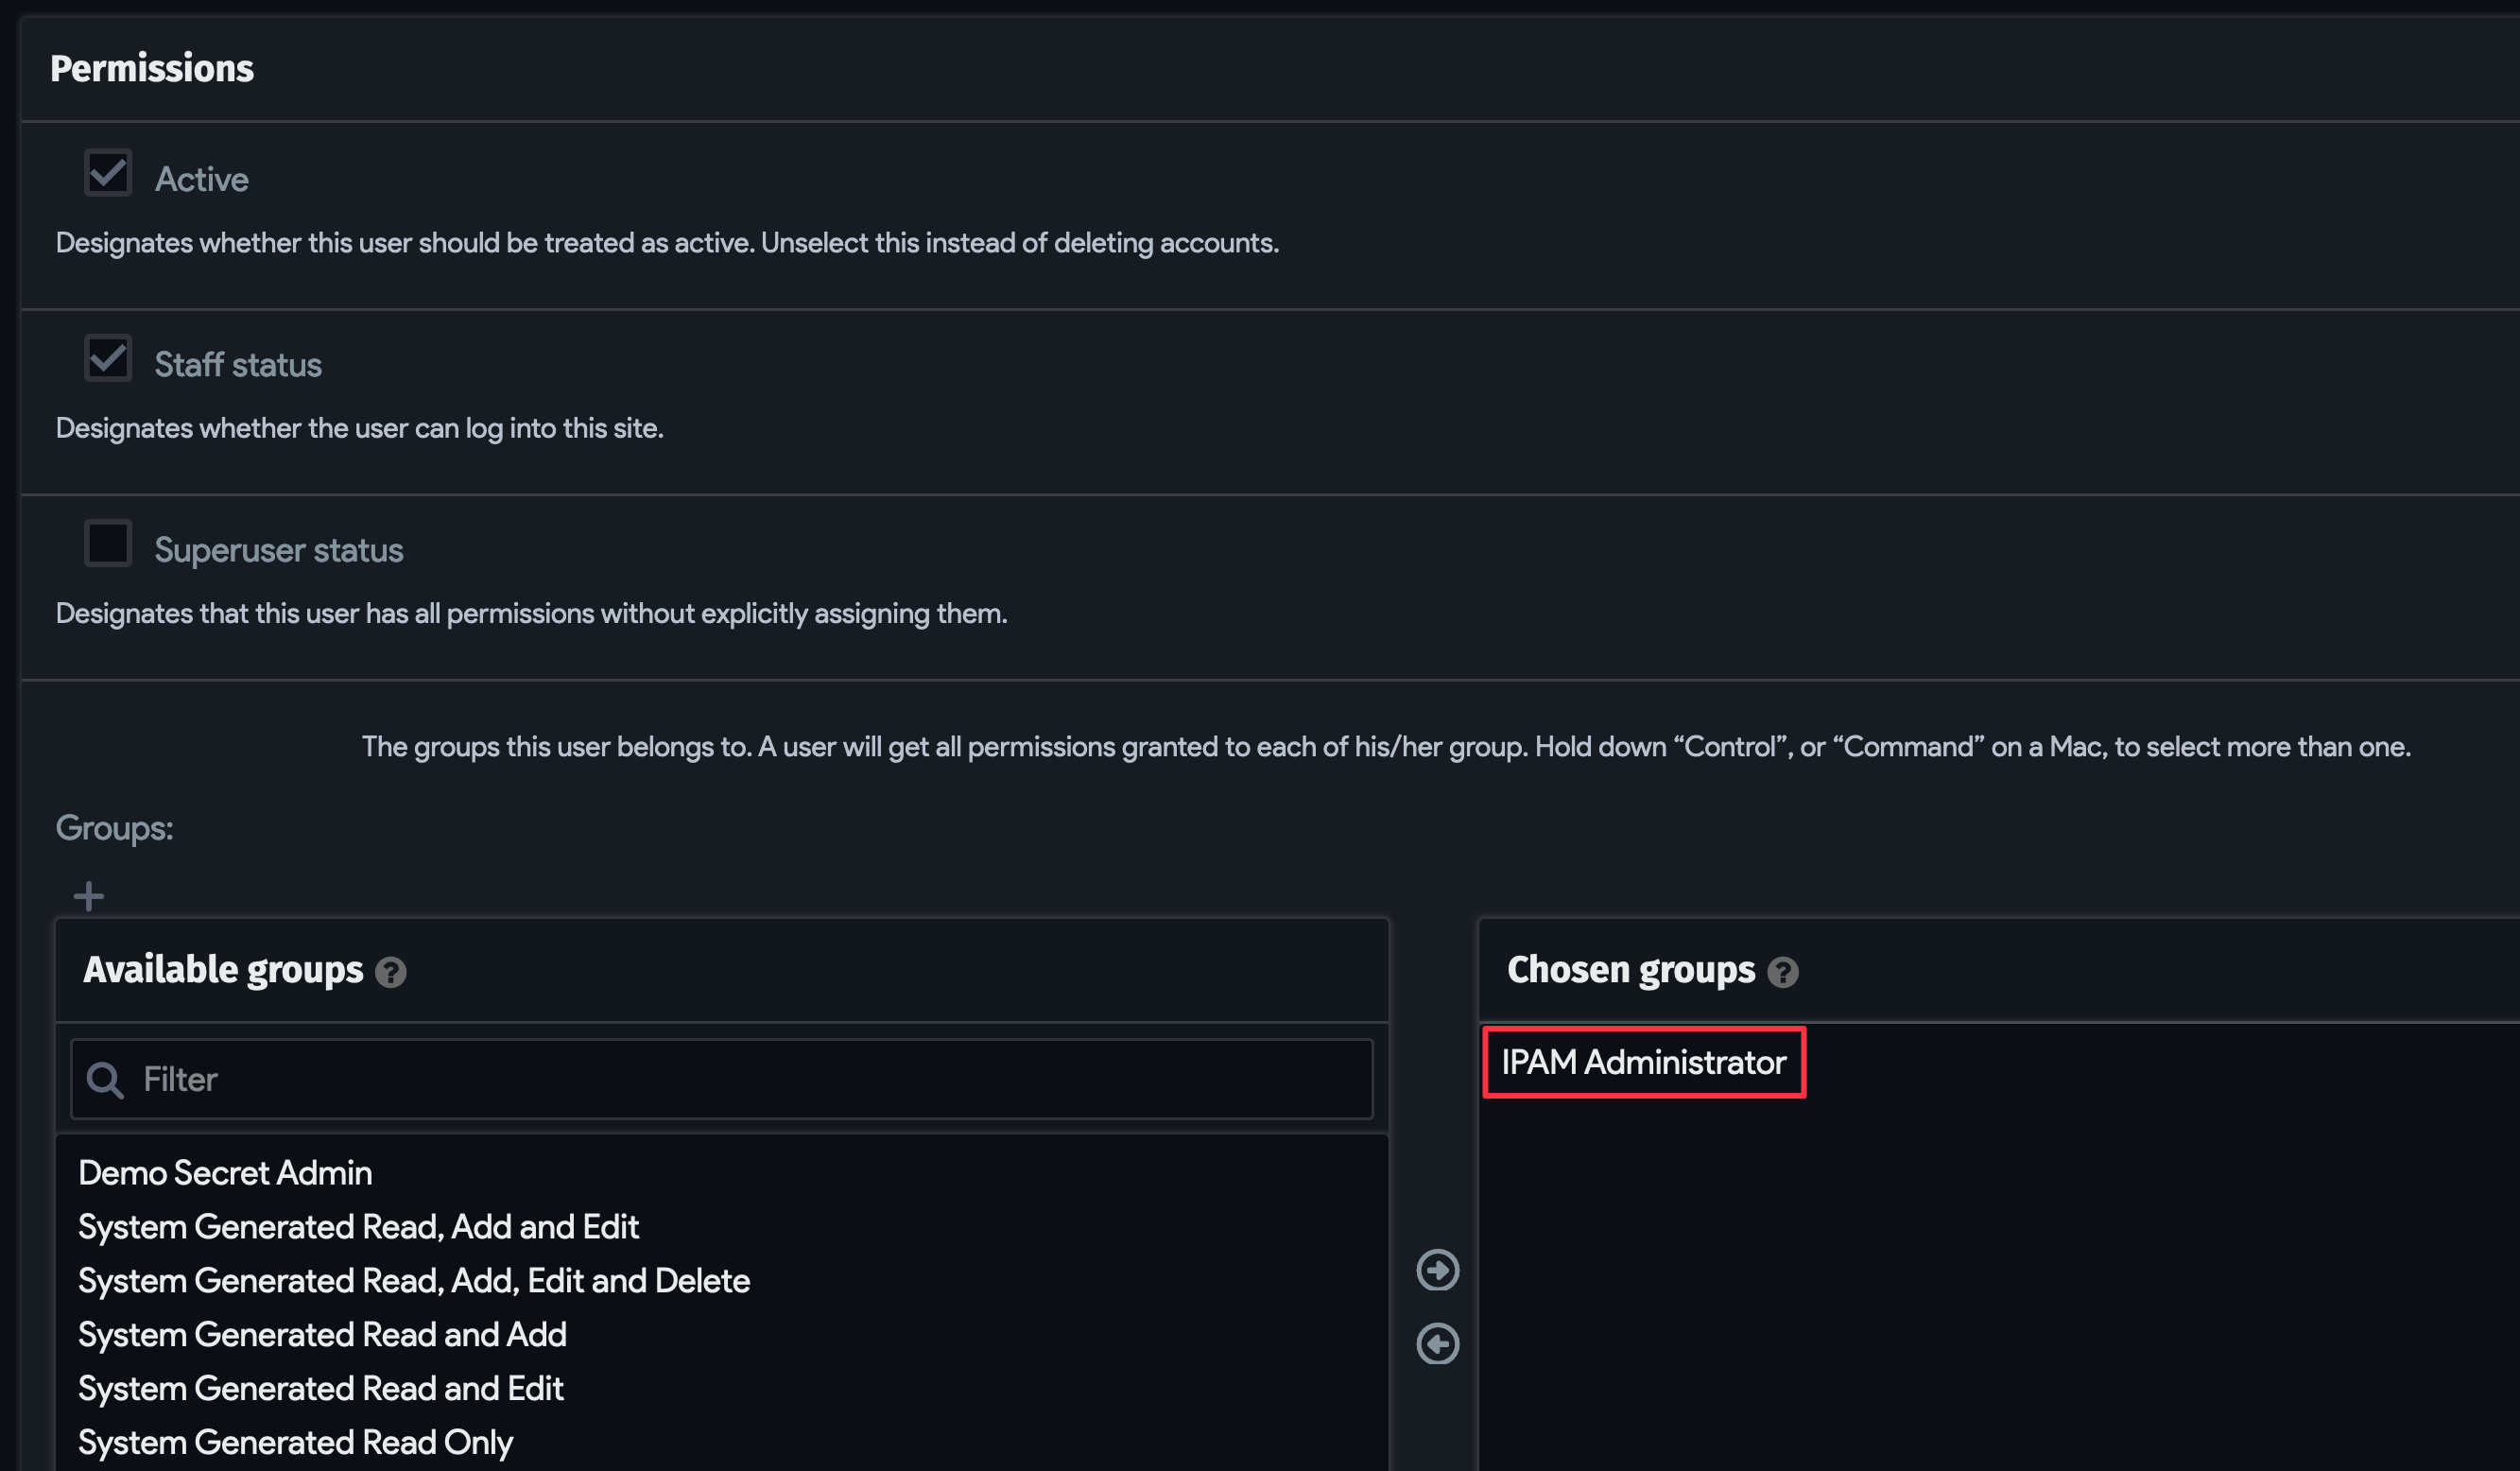 Permissions
Active
Designates whether this user should be treated as active. Unselect this instead of deleting accounts.
Staff status
Designates whether the user can log into this site.
Superuser status
Designates that this user has all permissions without explicitly assigning them.
The groups this user belongs to. A user will get all permissions granted to each of his/her group. Hold down “Control”, or “Command” on a Mac, to select more than one.
Groups:
Available groups ?
Filter
Demo Secret Admin
System Generated Read, Add and Edit
System Generated Read, Add, Edit and Delete
System Generated Read and Add
System Generated Read and Edit
System Generated Read Only
Chosen groups ?
IPAM Administrator